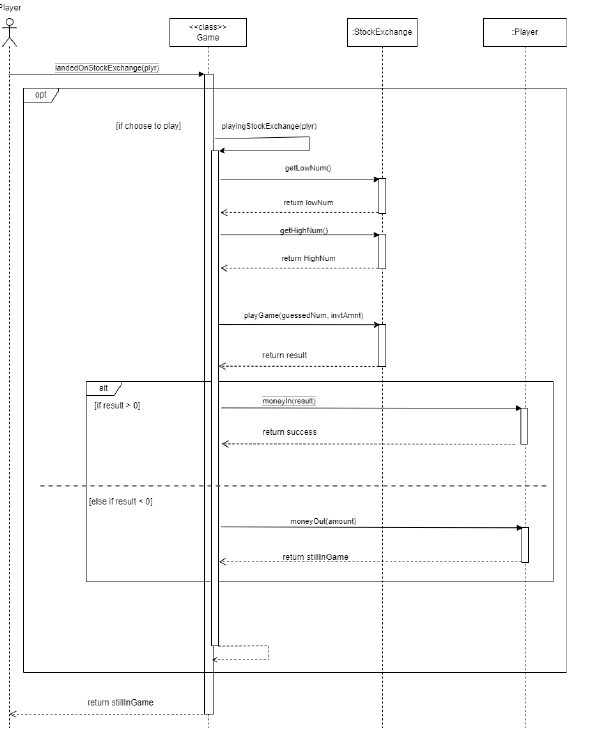 Player
<<class>>
Game
:StockExchange
:Player
landedOnStockExchange(plyr)
opt
[if choose to play]
playingStockExchange(plyr)
getLowNum()
return lowNum
getHighNum()
return HighNum
playGame(guessedNum, invtAmnt)
return result
alt
[if result > 0]
moneyIn(result)
return success
[else if result < 0]
moneyOut(amount)
return stillInGame
return stillInGame